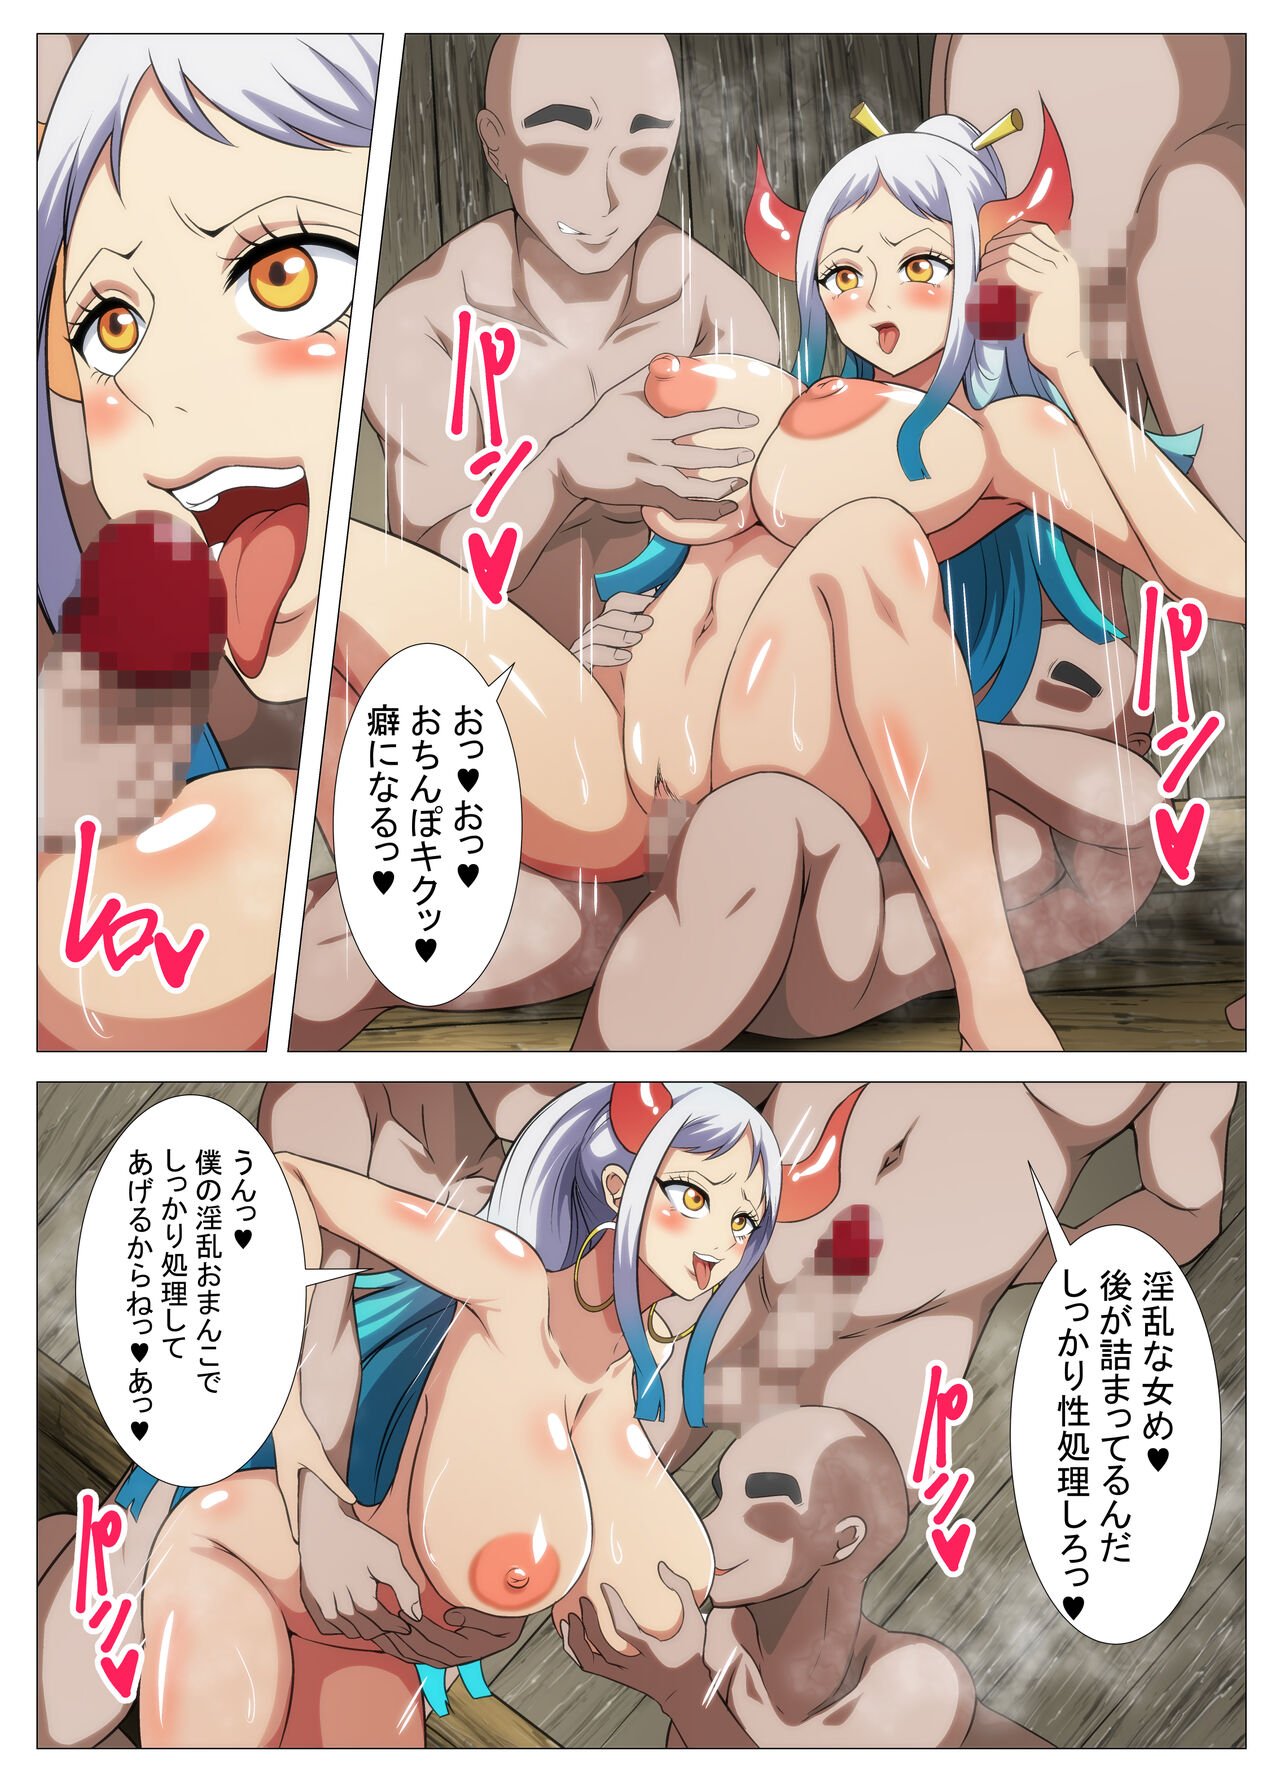 パン♥
パン♥
おっ♥おっ♥
おちんぽキクッ♥
癖になるっ♥
レロ♥
淫乱な女め♥
後が詰まってるんだ
しっかり性処理しろっ♥
パン♥
うんっ♥
僕の淫乱おまんこで
しっかり処理して
あげるからねっ♥あっ♥
パン♥